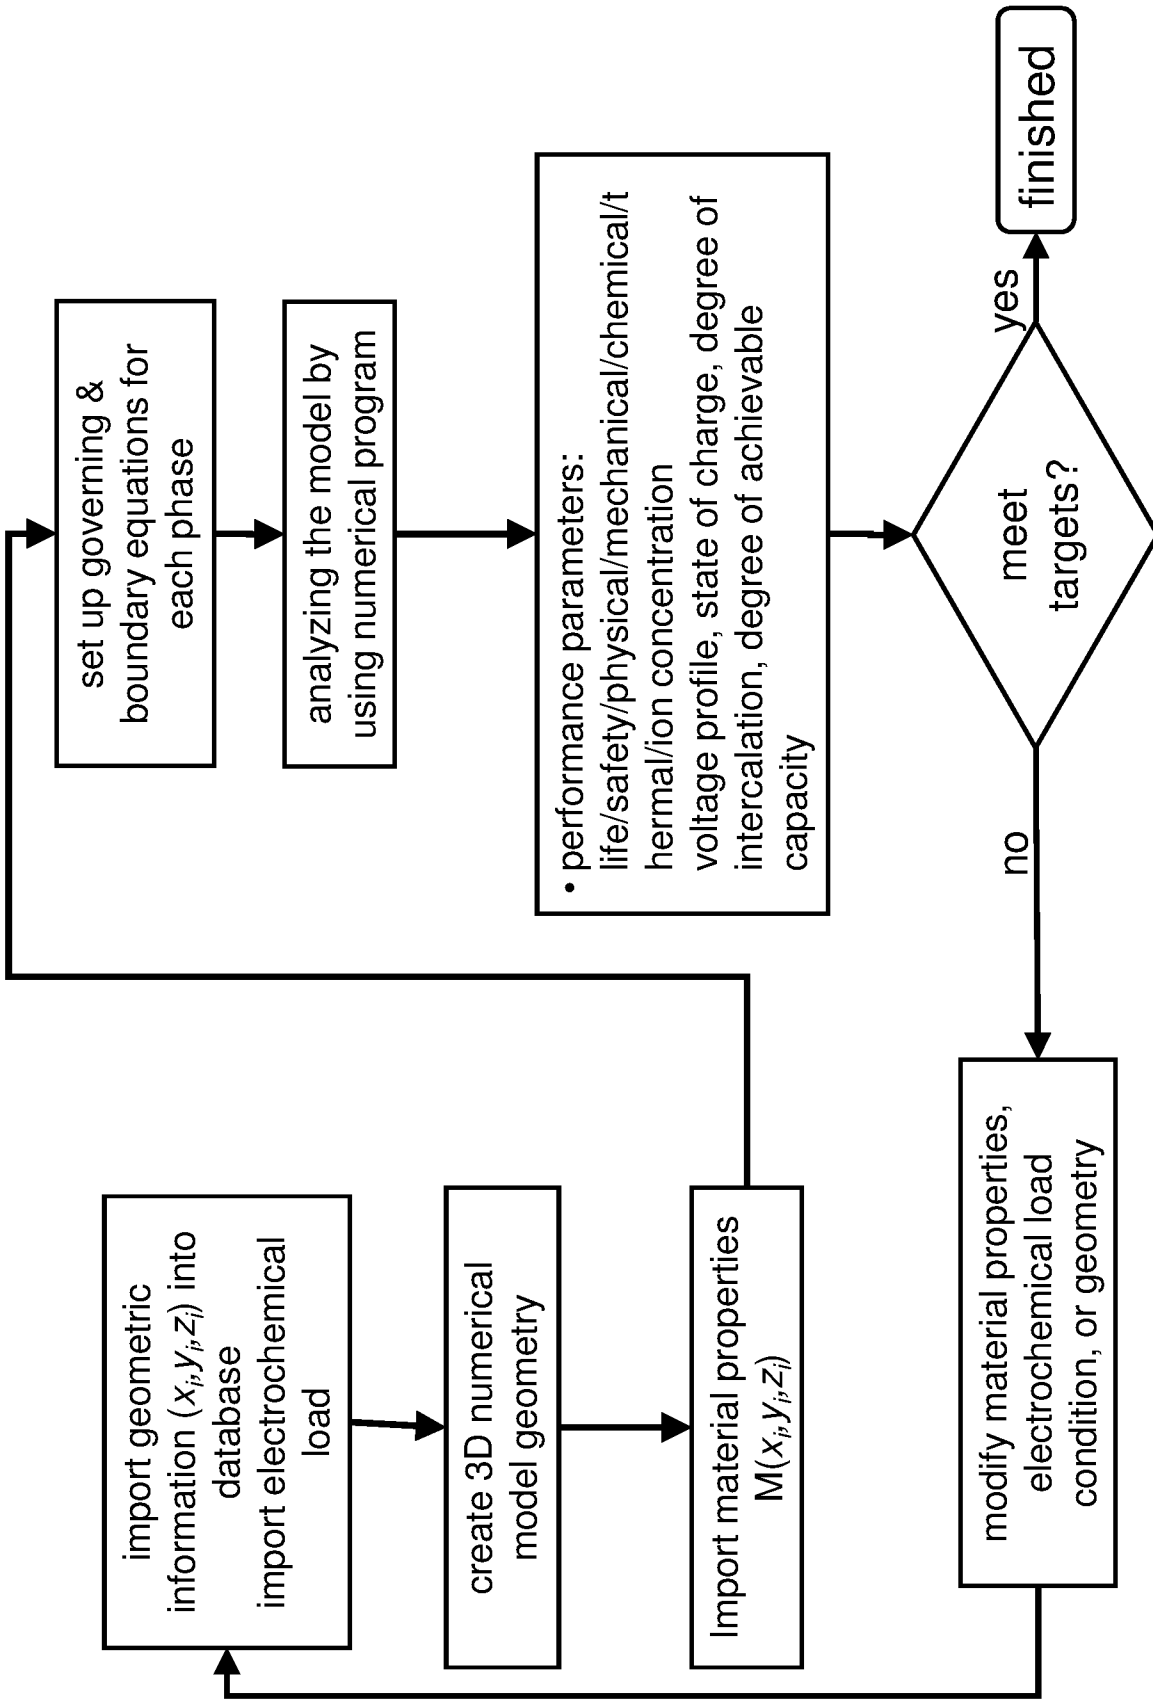 import geometric
information (xᵢ,yᵢ,zᵢ) into
database
import electrochemical
load
create 3D numerical
model geometry
Import material properties
M(xᵢ,yᵢ,zᵢ)
set up governing &
boundary equations for
each phase
analyzing the model by
using numerical program
• performance parameters:
life/safety/physical/mechanical/chemical/t
hermal/ion concentration
voltage profile, state of charge, degree of
intercalation, degree of achievable
capacity
meet
targets?
yes
finished
no
modify material properties,
electrochemical load
condition, or geometry